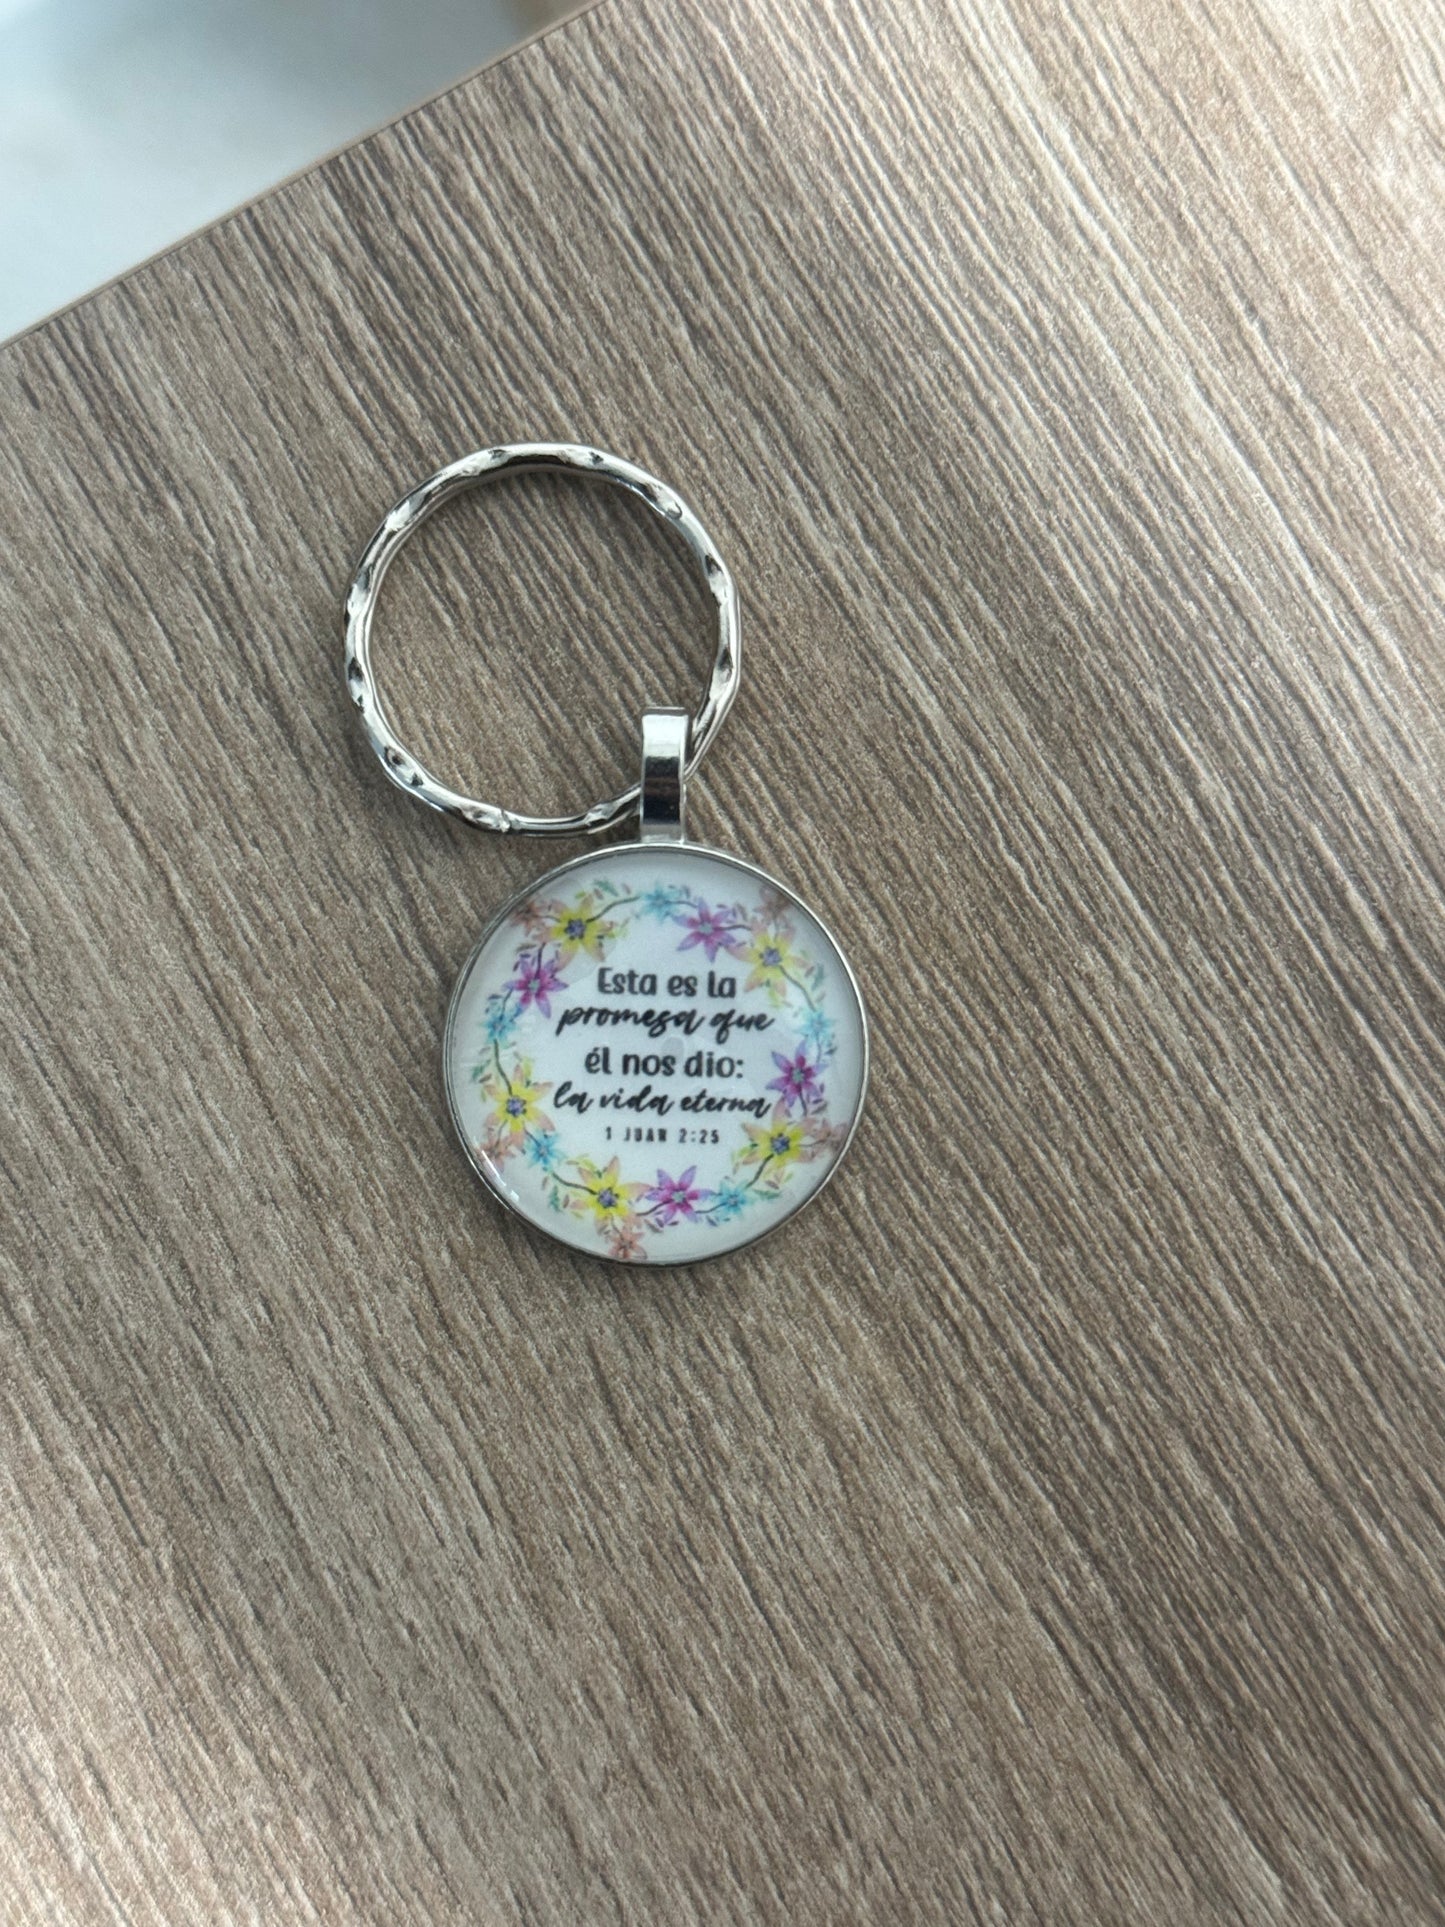 Esta es la
promesa que
él nos dio:
la vida eterna
1 JUAN 2:25